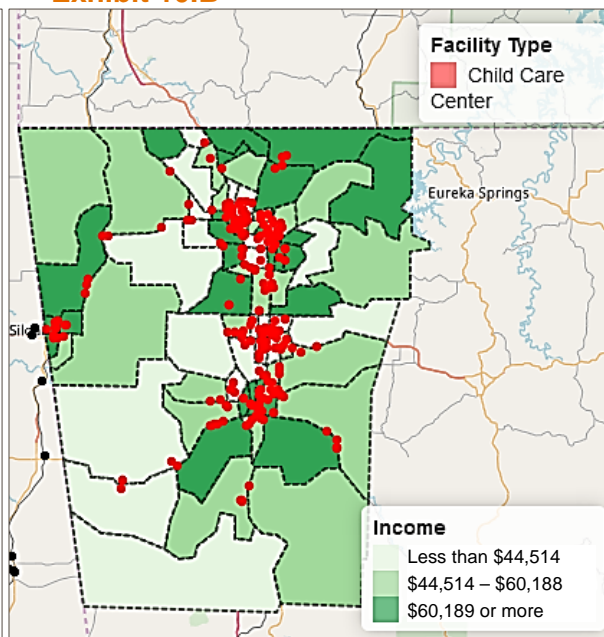 Facility Type
Child Care
Center
Eureka Springs
Income
Less than $44,514
$44,514 – $60,188
$60,189 or more